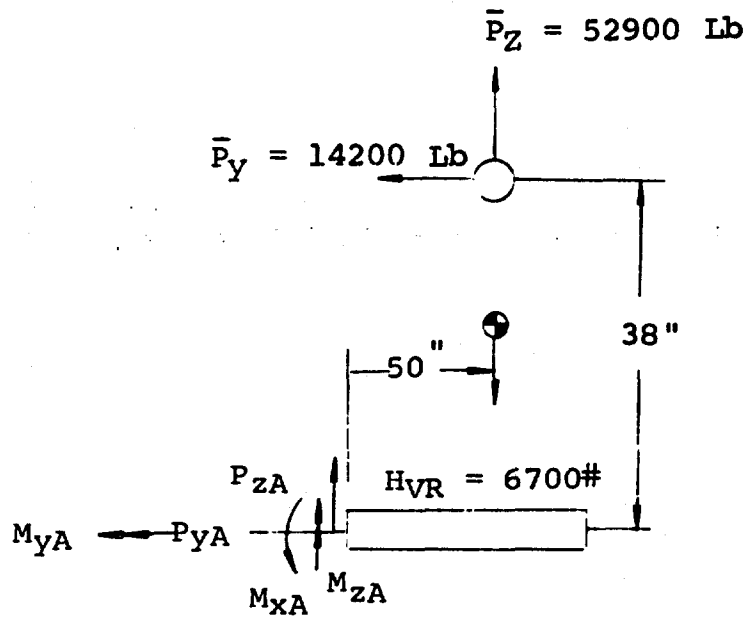 P̄Z = 52900 Lb
P̄y = 14200 Lb
38"
50"
PzA
HVR = 6700#
MyA
PyA
MxA
MzA